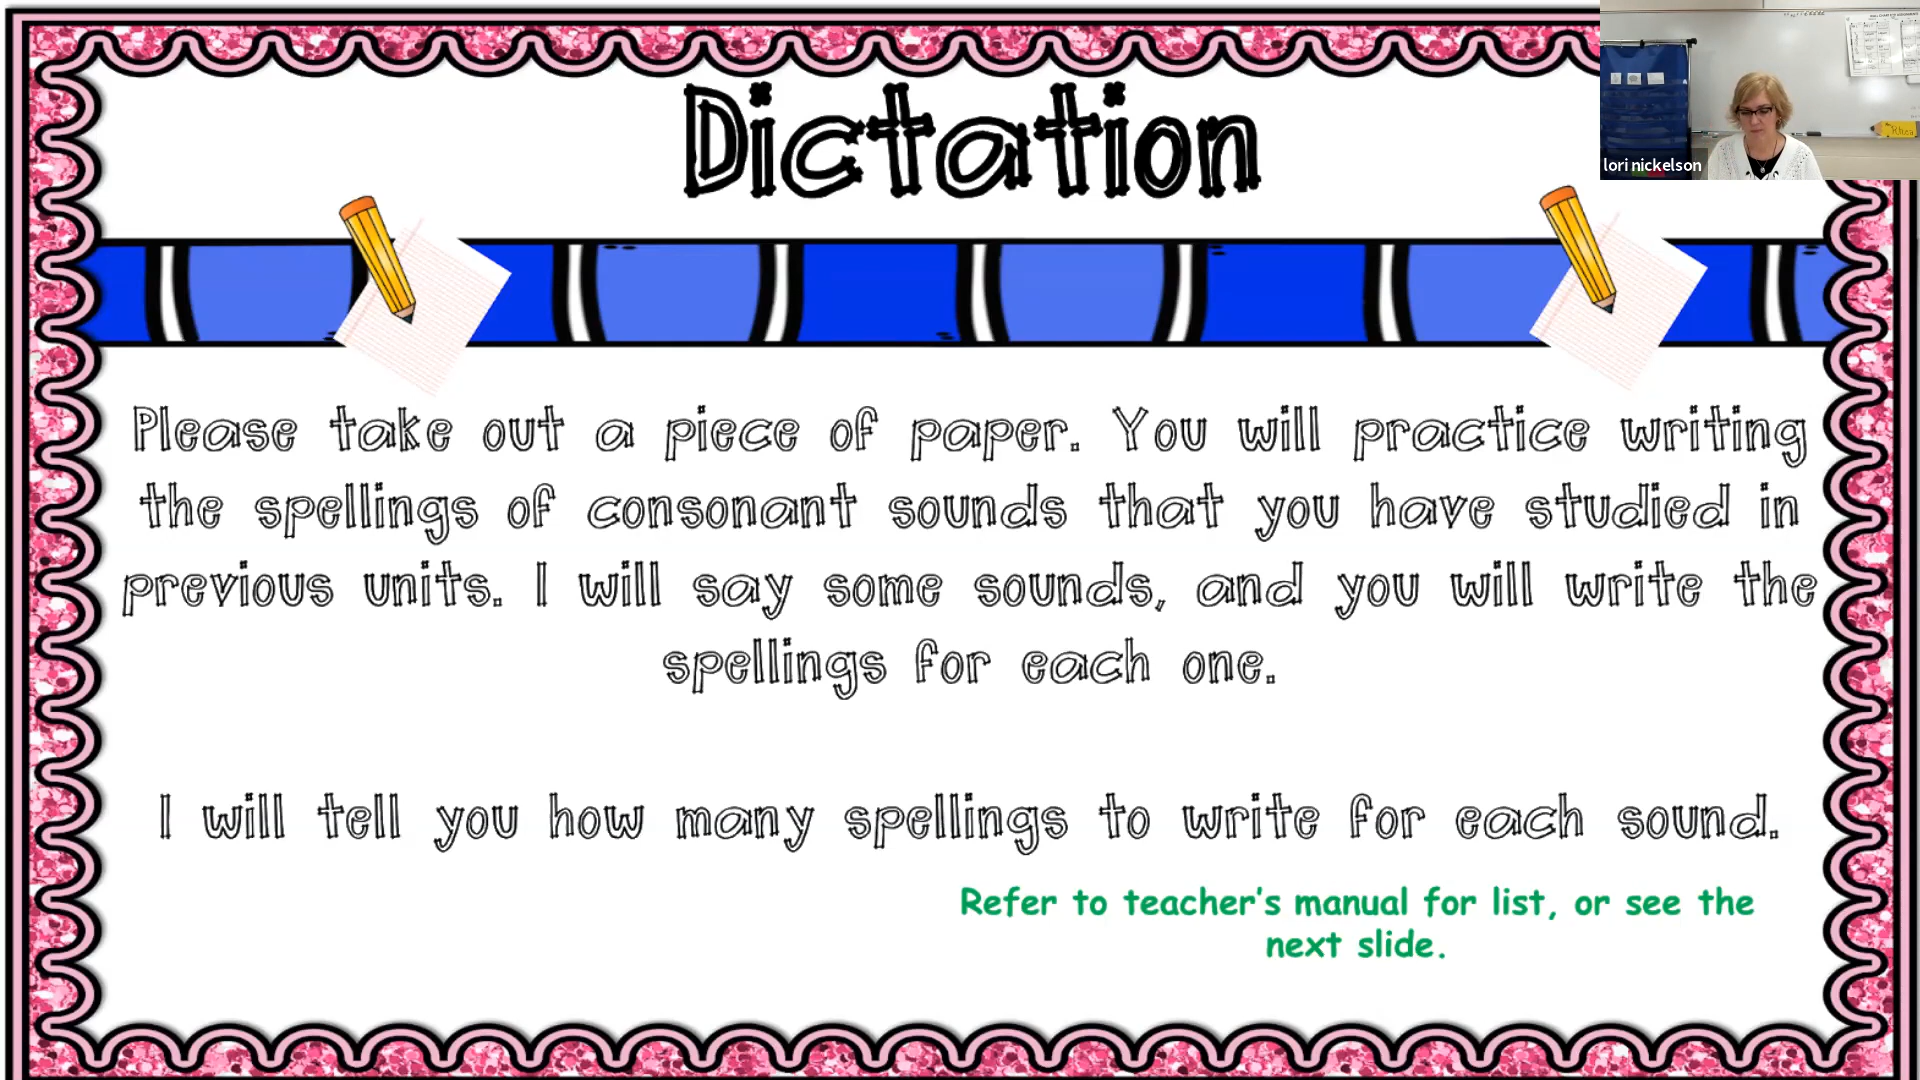 Dictation
lori nickelson
Rhea
Please take out a piece of paper. You will practice writing
the spellings of consonant sounds that you have studied in
previous units. I will say some sounds, and you will write the
spellings for each one.
I will tell you how many spellings to write for each sound.
Refer to teacher's manual for list, or see the
next slide.